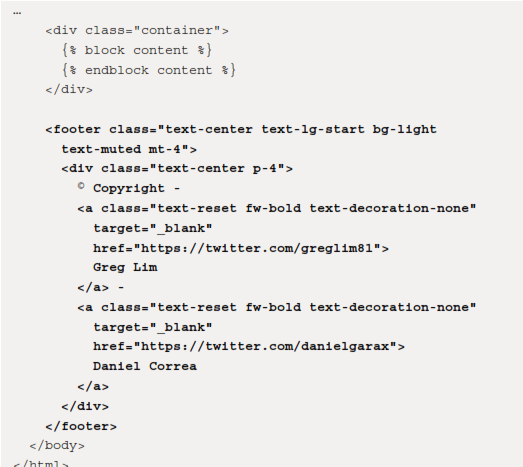 …
    <div class="container">
      {% block content %}
      {% endblock content %}
    </div>

    <footer class="text-center text-lg-start bg-light
      text-muted mt-4">
      <div class="text-center p-4">
        © Copyright -
        <a class="text-reset fw-bold text-decoration-none"
          target="_blank"
          href="https://twitter.com/greglim81">
          Greg Lim
        </a> -
        <a class="text-reset fw-bold text-decoration-none"
          target="_blank"
          href="https://twitter.com/danielgarax">
          Daniel Correa
        </a>
      </div>
    </footer>
  </body>
</html>